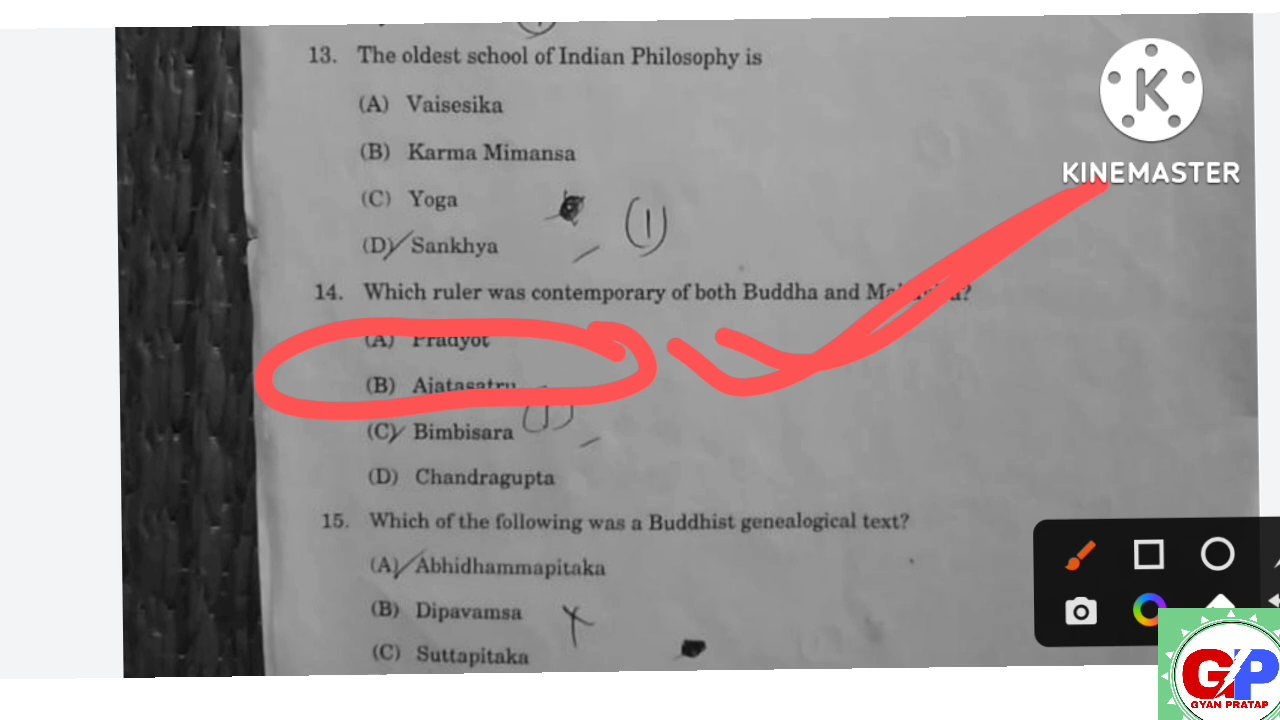 13. The oldest school of Indian Philosophy is
(A) Vaisesika
(B) Karma Mimansa
(C) Yoga
(1)
(D) Sankhya
14. Which ruler was contemporary of both Buddha and
(A) Pradyot
(B) Ajatasatru
(C) Bimbisara
(D) Chandragupta
15. Which of the following was a Buddhist genealogical text?
(A) Abhidhammapitaka
(B) Dipavamsa
(C) Suttapitaka
K
KINEMASTER
GP
GYAN PRATAP